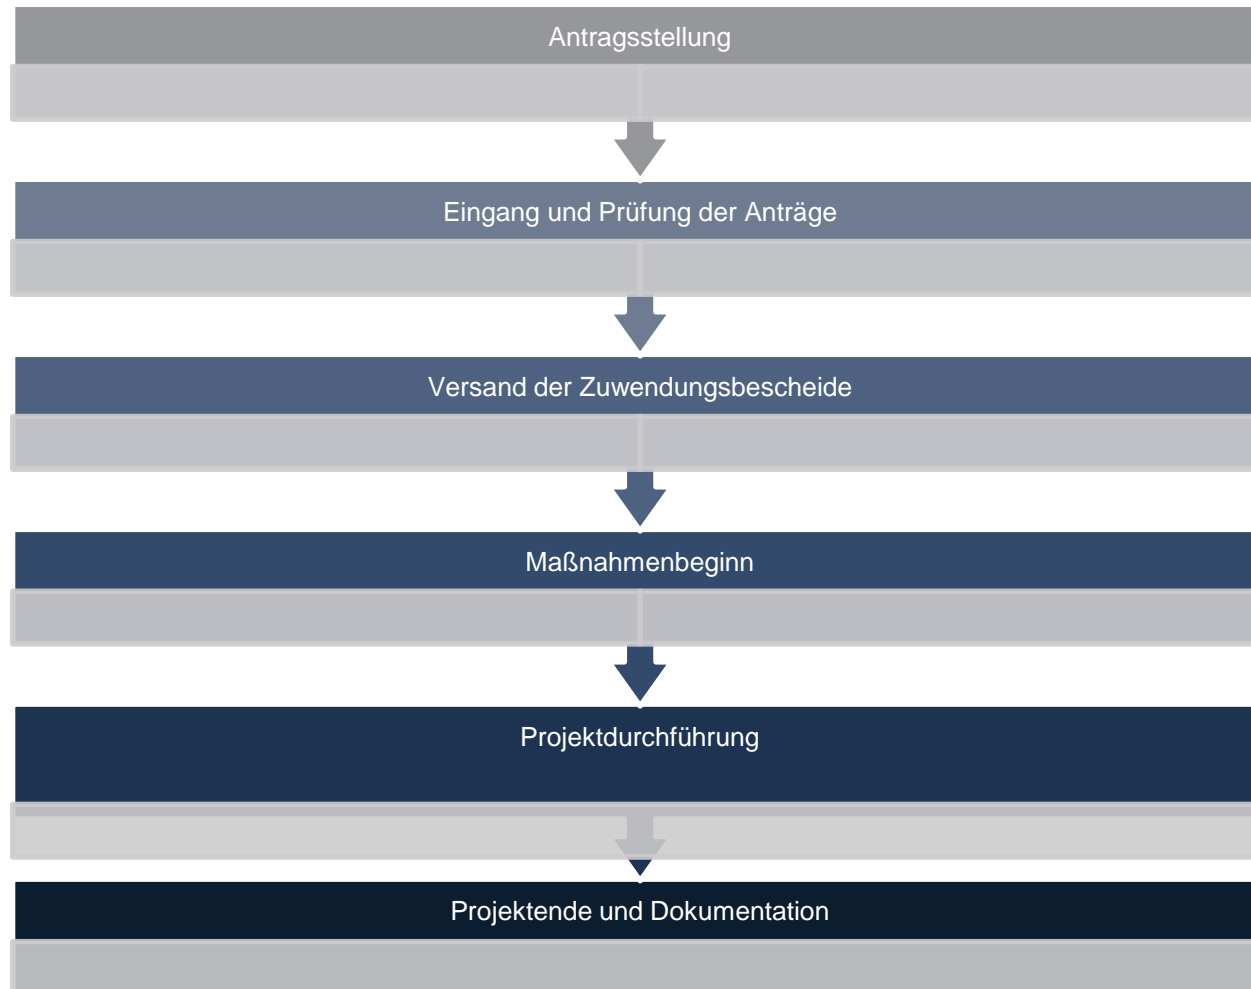 Antragsstellung
Eingang und Prüfung der Anträge
Versand der Zuwendungsbescheide
Maßnahmenbeginn
Projektdurchführung
Projektende und Dokumentation